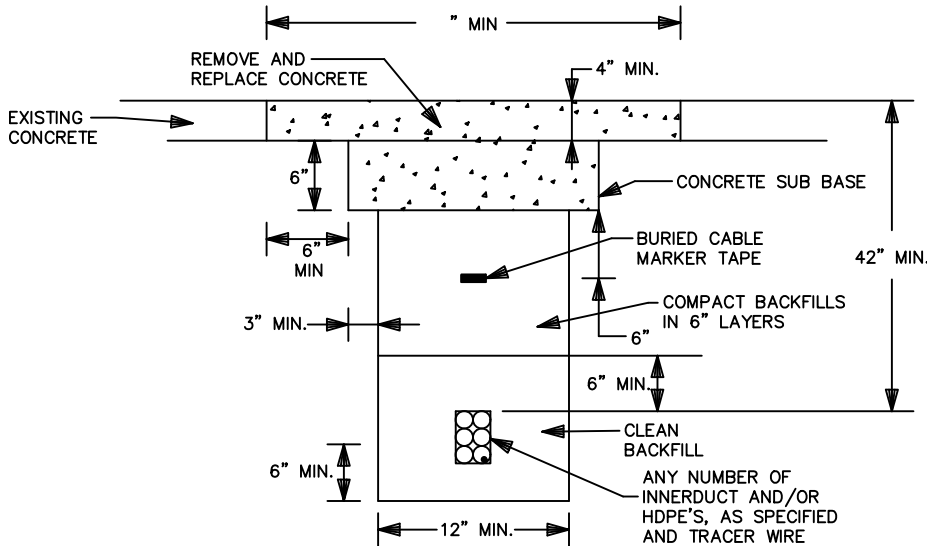 ” MIN
REMOVE AND
REPLACE CONCRETE
4” MIN.
EXISTING
CONCRETE
6”
CONCRETE SUB BASE
6”
MIN
BURIED CABLE
MARKER TAPE
42” MIN.
3” MIN.
COMPACT BACKFILLS
IN 6” LAYERS
6”
6” MIN.
CLEAN
BACKFILL
6” MIN.
ANY NUMBER OF
INNERDUCT AND/OR
HDPE'S, AS SPECIFIED
AND TRACER WIRE
12” MIN.